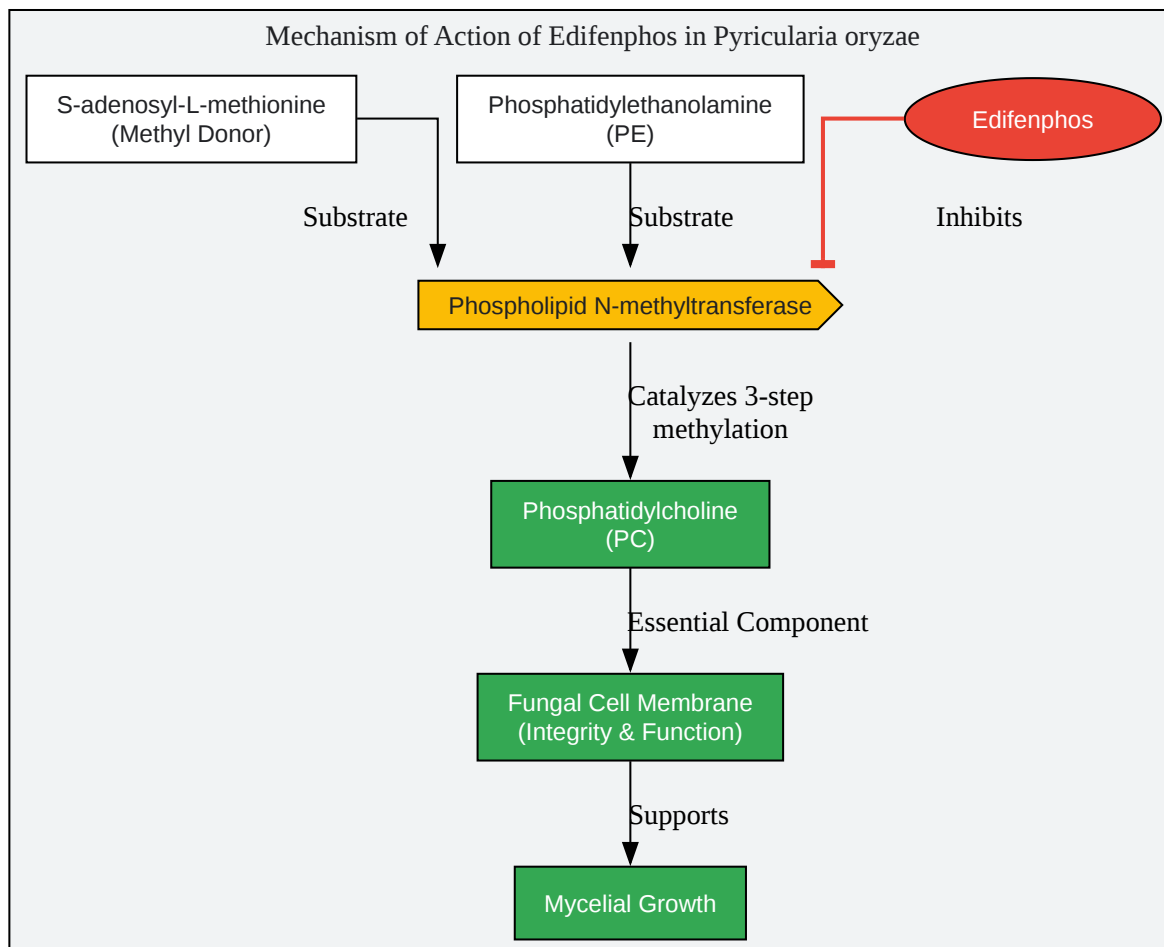 Mechanism of Action of Edifenphos in Pyricularia oryzae
S-adenosyl-L-methionine
(Methyl Donor)
Phosphatidylethanolamine
(PE)
Edifenphos
Substrate
Substrate
Inhibits
Phospholipid N-methyltransferase
Catalyzes 3-step
methylation
Phosphatidylcholine
(PC)
Essential Component
Fungal Cell Membrane
(Integrity & Function)
Supports
Mycelial Growth